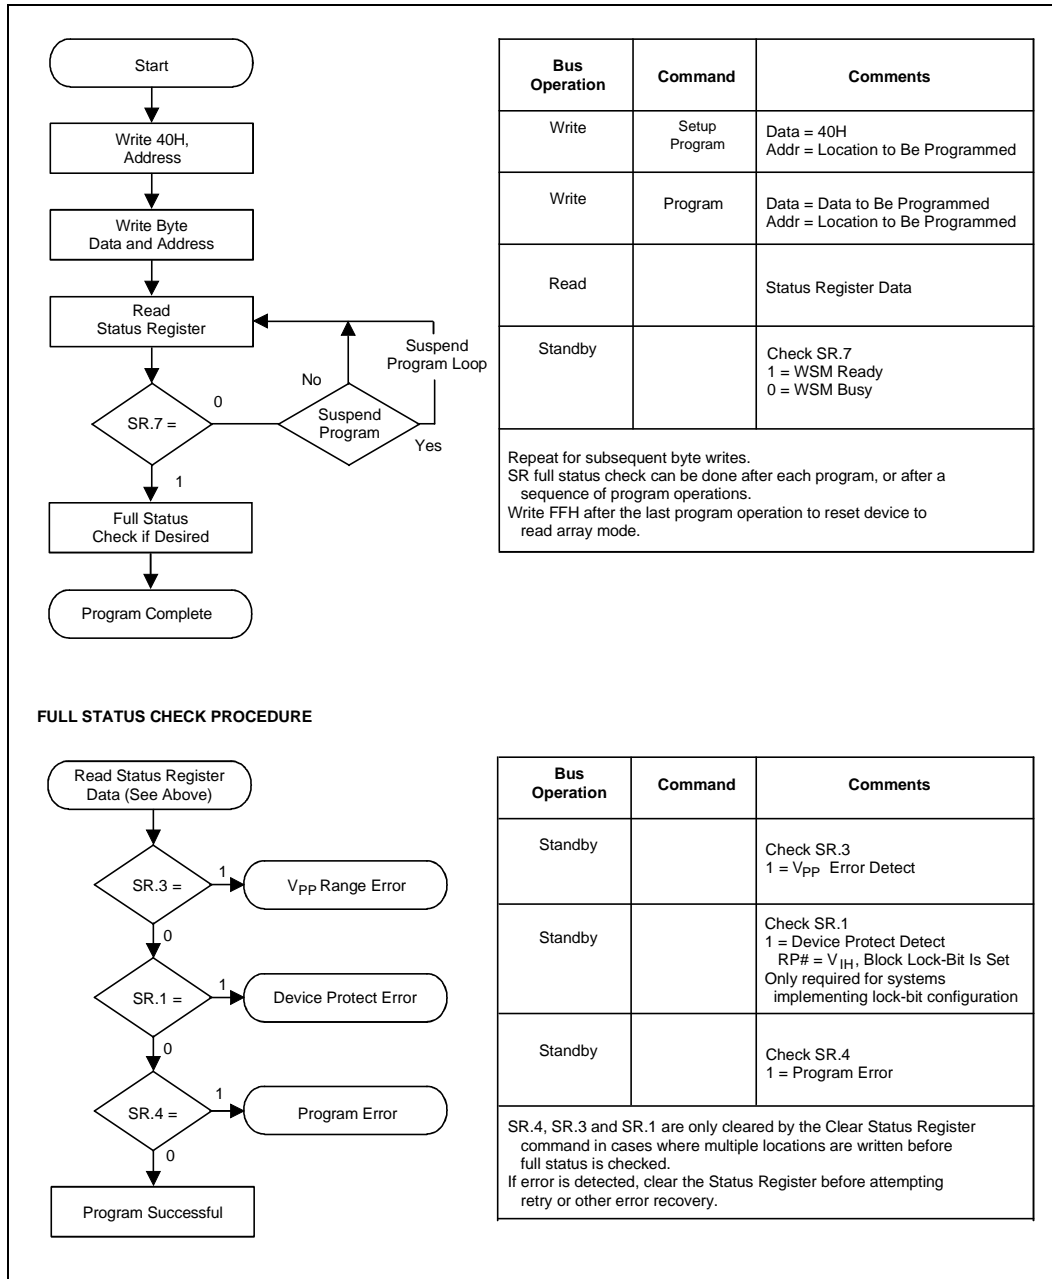 Start
Write 40H,
Address
Write Byte
Data and Address
Read
Status Register
Suspend
Program Loop
No
0
SR.7 =
Suspend
Program
Yes
1
Full Status
Check if Desired
Program Complete
Bus
Operation
Command
Comments
Write
Setup
Program
Data = 40H
Addr = Location to Be Programmed
Write
Program
Data = Data to Be Programmed
Addr = Location to Be Programmed
Read
Status Register Data
Standby
Check SR.7
1 = WSM Ready
0 = WSM Busy
Repeat for subsequent byte writes.
SR full status check can be done after each program, or after a
sequence of program operations.
Write FFH after the last program operation to reset device to
read array mode.
FULL STATUS CHECK PROCEDURE
Read Status Register
Data (See Above)
SR.3 =
1
VPP Range Error
0
SR.1 =
1
Device Protect Error
0
SR.4 =
1
Program Error
0
Program Successful
Bus
Operation
Command
Comments
Standby
Check SR.3
1 = VPP Error Detect
Standby
Check SR.1
1 = Device Protect Detect
RP# = VIH, Block Lock-Bit Is Set
Only required for systems
implementing lock-bit configuration
Standby
Check SR.4
1 = Program Error
SR.4, SR.3 and SR.1 are only cleared by the Clear Status Register
command in cases where multiple locations are written before
full status is checked.
If error is detected, clear the Status Register before attempting
retry or other error recovery.